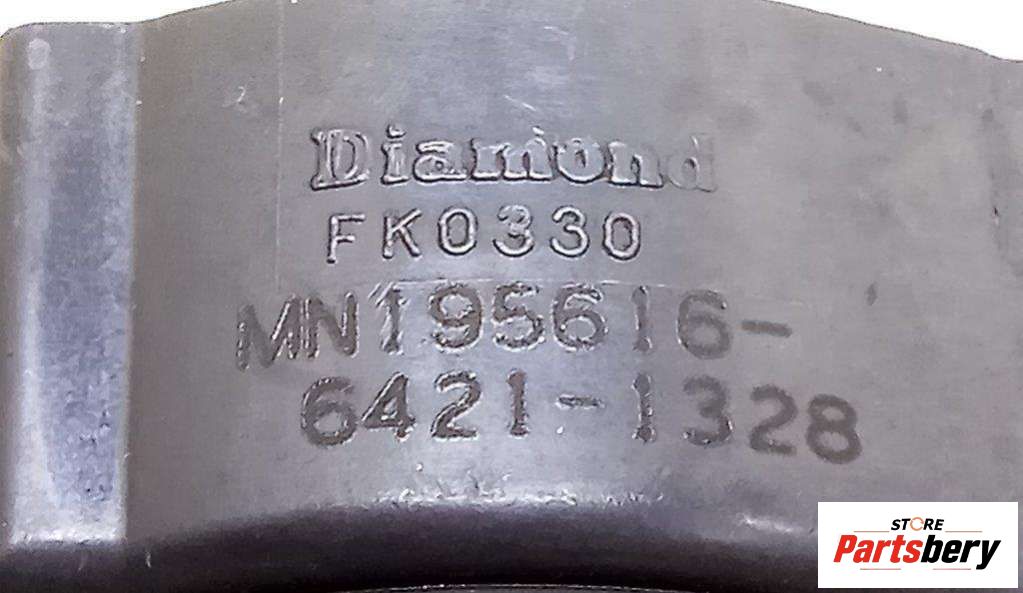 Diamond
FK0330
MN195616-
6421-1328
STORE
Partsbery